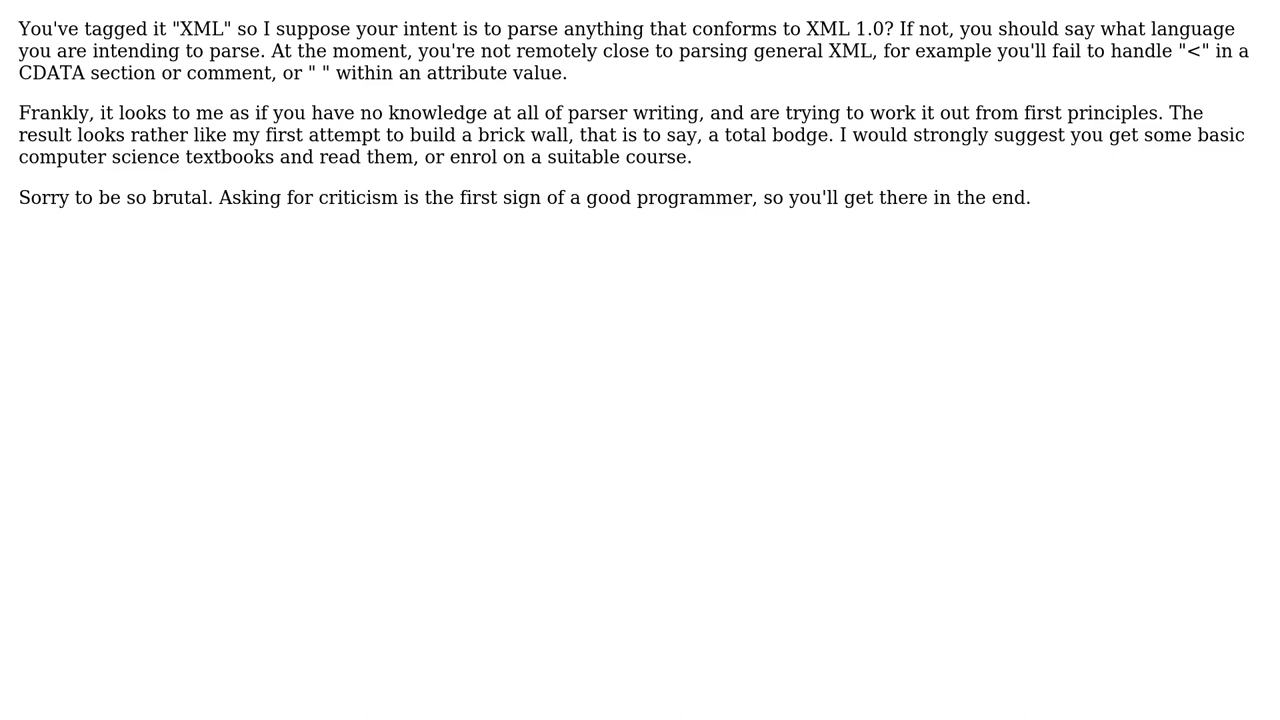 You've tagged it "XML" so I suppose your intent is to parse anything that conforms to XML 1.0? If not, you should say what language
you are intending to parse. At the moment, you're not remotely close to parsing general XML, for example you'll fail to handle "<" in a
CDATA section or comment, or " " within an attribute value.
Frankly, it looks to me as if you have no knowledge at all of parser writing, and are trying to work it out from first principles. The
result looks rather like my first attempt to build a brick wall, that is to say, a total bodge. I would strongly suggest you get some basic
computer science textbooks and read them, or enrol on a suitable course.
Sorry to be so brutal. Asking for criticism is the first sign of a good programmer, so you'll get there in the end.